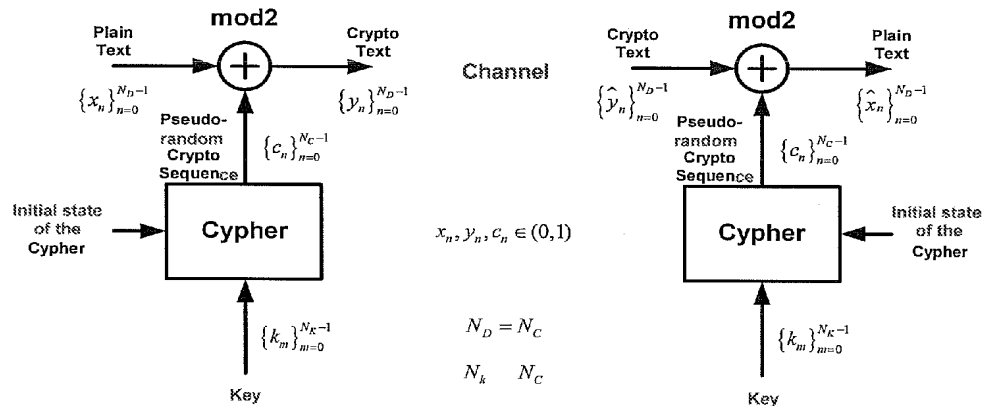 mod2
Plain
Text
Crypto
Text
{x_n}_{n=0}^{N_D-1}
{y_n}_{n=0}^{N_D-1}
Pseudo-
random
Crypto
Sequence
{c_n}_{n=0}^{N_C-1}
Initial state
of the
Cypher
Cypher
{k_m}_{m=0}^{N_K-1}
Key
Channel
x_n, y_n, c_n ∈ (0,1)
N_D = N_C
N_k N_C
mod2
Crypto
Text
Plain
Text
{ŷ_n}_{n=0}^{N_D-1}
{x̂_n}_{n=0}^{N_D-1}
Pseudo-
random
Crypto
Sequence
{c_n}_{n=0}^{N_C-1}
Cypher
Initial state
of the
Cypher
{k_m}_{m=0}^{N_K-1}
Key